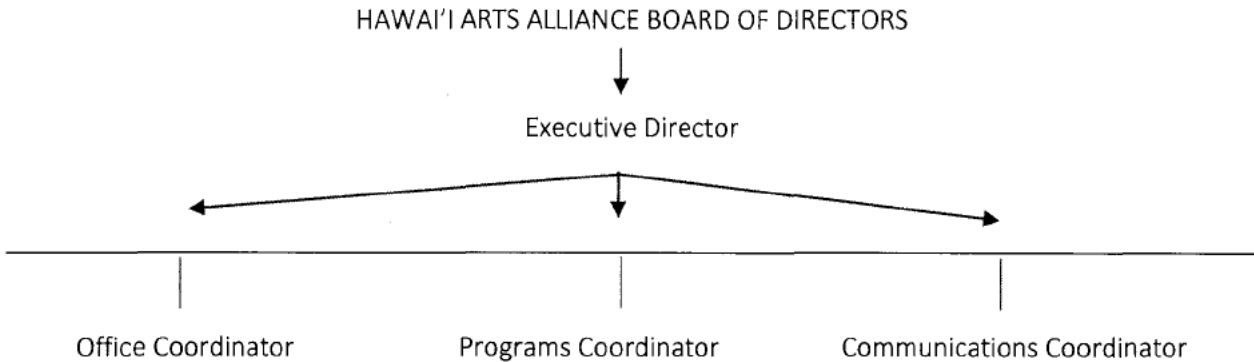 HAWAI'I ARTS ALLIANCE BOARD OF DIRECTORS
Executive Director
Office Coordinator
Programs Coordinator
Communications Coordinator